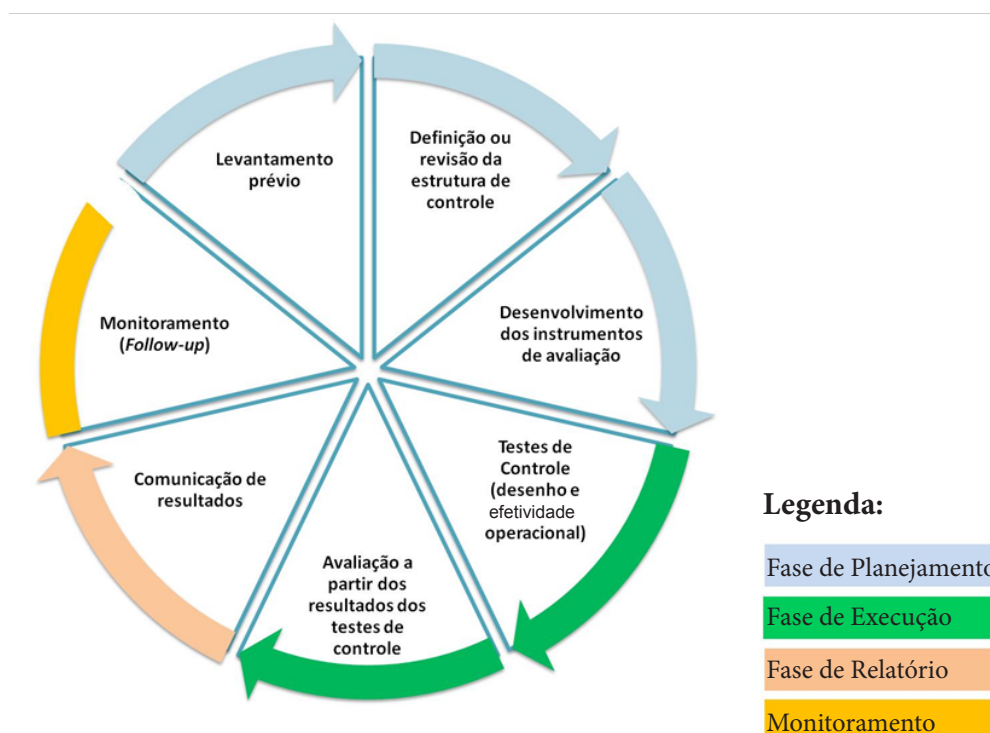 Levantamento
prévio
Definição ou
revisão da
estrutura de
controle
Desenvolvimento
dos instrumentos
de avaliação
Testes de
Controle
(desenho e
efetividade
operacional)
Avaliação a
partir dos
resultados dos
testes de
controle
Comunicação de
resultados
Monitoramento
(Follow-up)
Legenda:
Fase de Planejamento
Fase de Execução
Fase de Relatório
Monitoramento